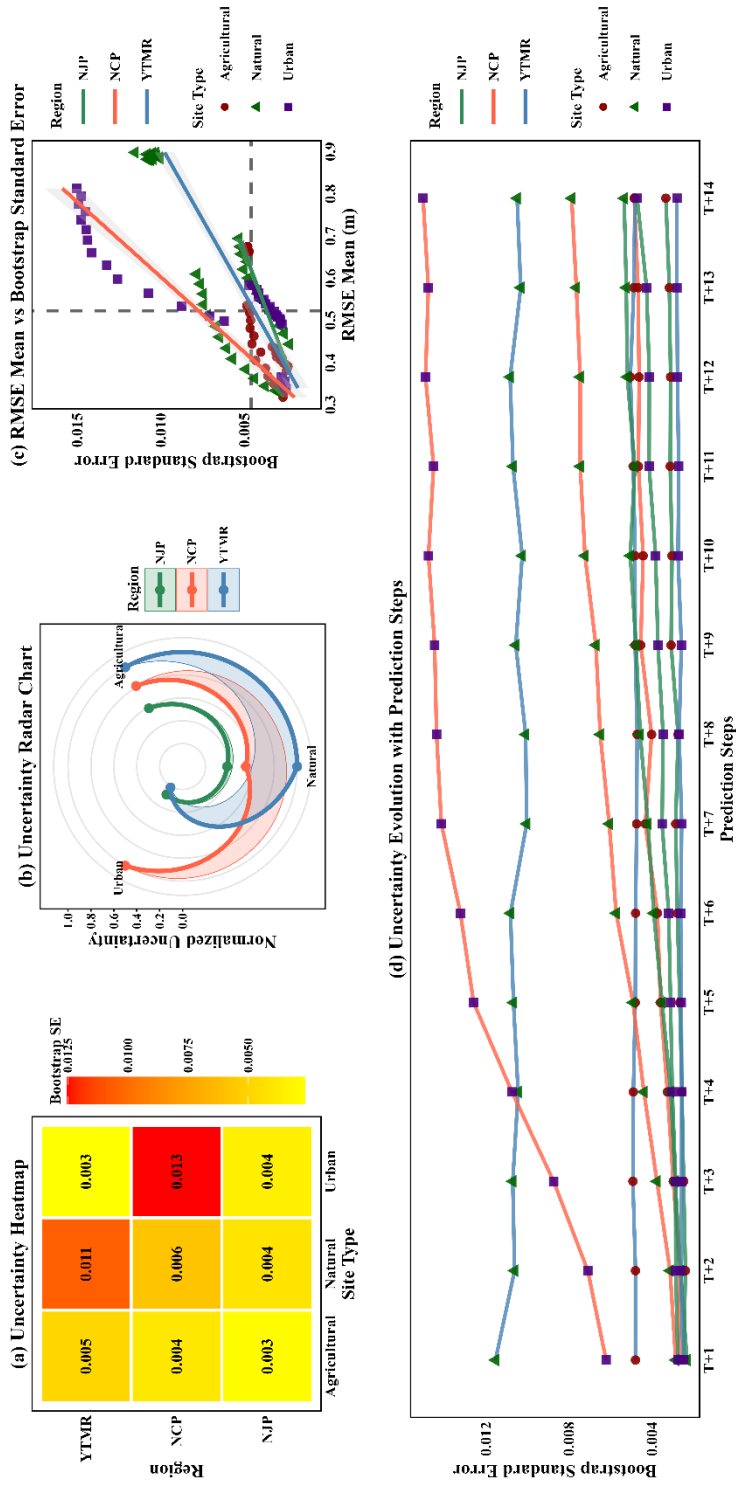 (a) Uncertainty Heatmap
Region
YTMR
NCP
NJP
0.005
0.011
0.003
0.004
0.006
0.013
0.003
0.004
0.004
Agricultural
Natural
Urban
Site Type
Bootstrap SE
0.0125
0.0100
0.0075
0.0050
(b) Uncertainty Radar Chart
Normalized Uncertainty
1.0
0.8
0.6
0.4
0.2
0.0
Urban
Agricultura
Natural
Region
NJP
NCP
YTMR
(c) RMSE Mean vs Bootstrap Standard Error
Bootstrap Standard Error
0.015
0.010
0.005
0.3
0.4
0.5
0.6
0.7
0.8
0.9
RMSE Mean (m)
Region
NJP
NCP
YTMR
Site Type
Agricultural
Natural
Urban
(d) Uncertainty Evolution with Prediction Steps
Bootstrap Standard Error
0.012
0.008
0.004
T+1
T+2
T+3
T+4
T+5
T+6
T+7
T+8
T+9
T+10
T+11
T+12
T+13
T+14
Prediction Steps
Region
NJP
NCP
YTMR
Site Type
Agricultural
Natural
Urban